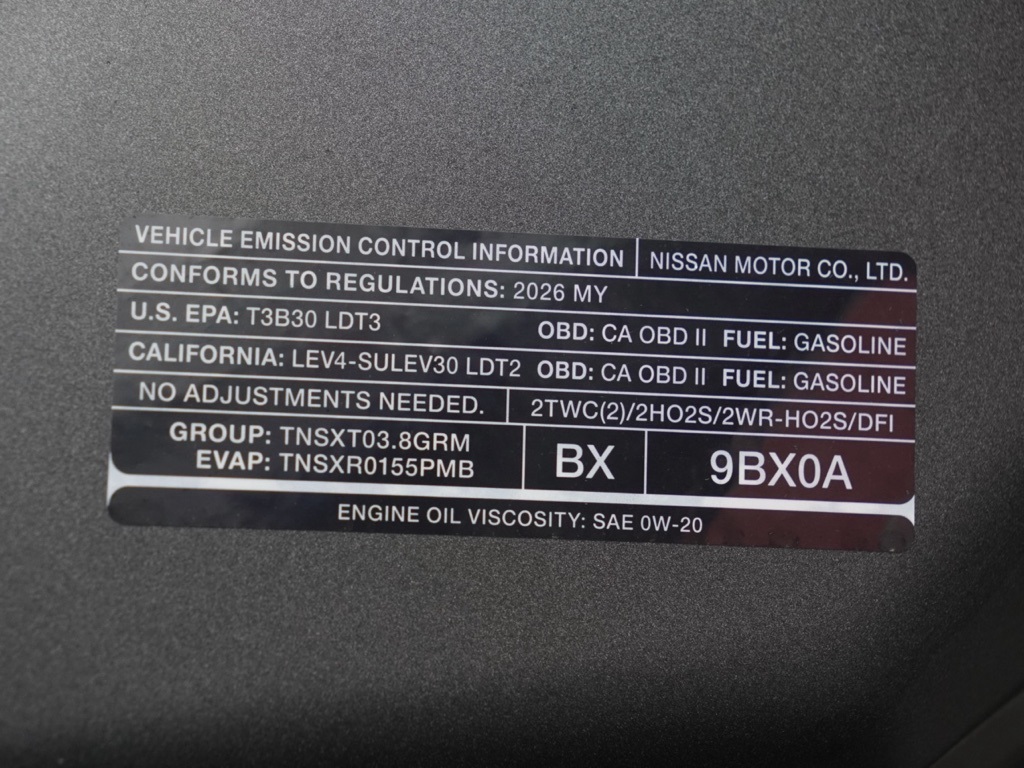 VEHICLE EMISSION CONTROL INFORMATION NISSAN MOTOR CO., LTD.
CONFORMS TO REGULATIONS: 2026 MY
U.S. EPA: T3B30 LDT3 OBD: CA OBD II FUEL: GASOLINE
CALIFORNIA: LEV4-SULEV30 LDT2 OBD: CA OBD II FUEL: GASOLINE
NO ADJUSTMENTS NEEDED. 2TWC(2)/2HO2S/2WR-HO2S/DFI
GROUP: TNSXT03.8GRM
EVAP: TNSXR0155PMB
BX 9BX0A
ENGINE OIL VISCOSITY: SAE 0W-20